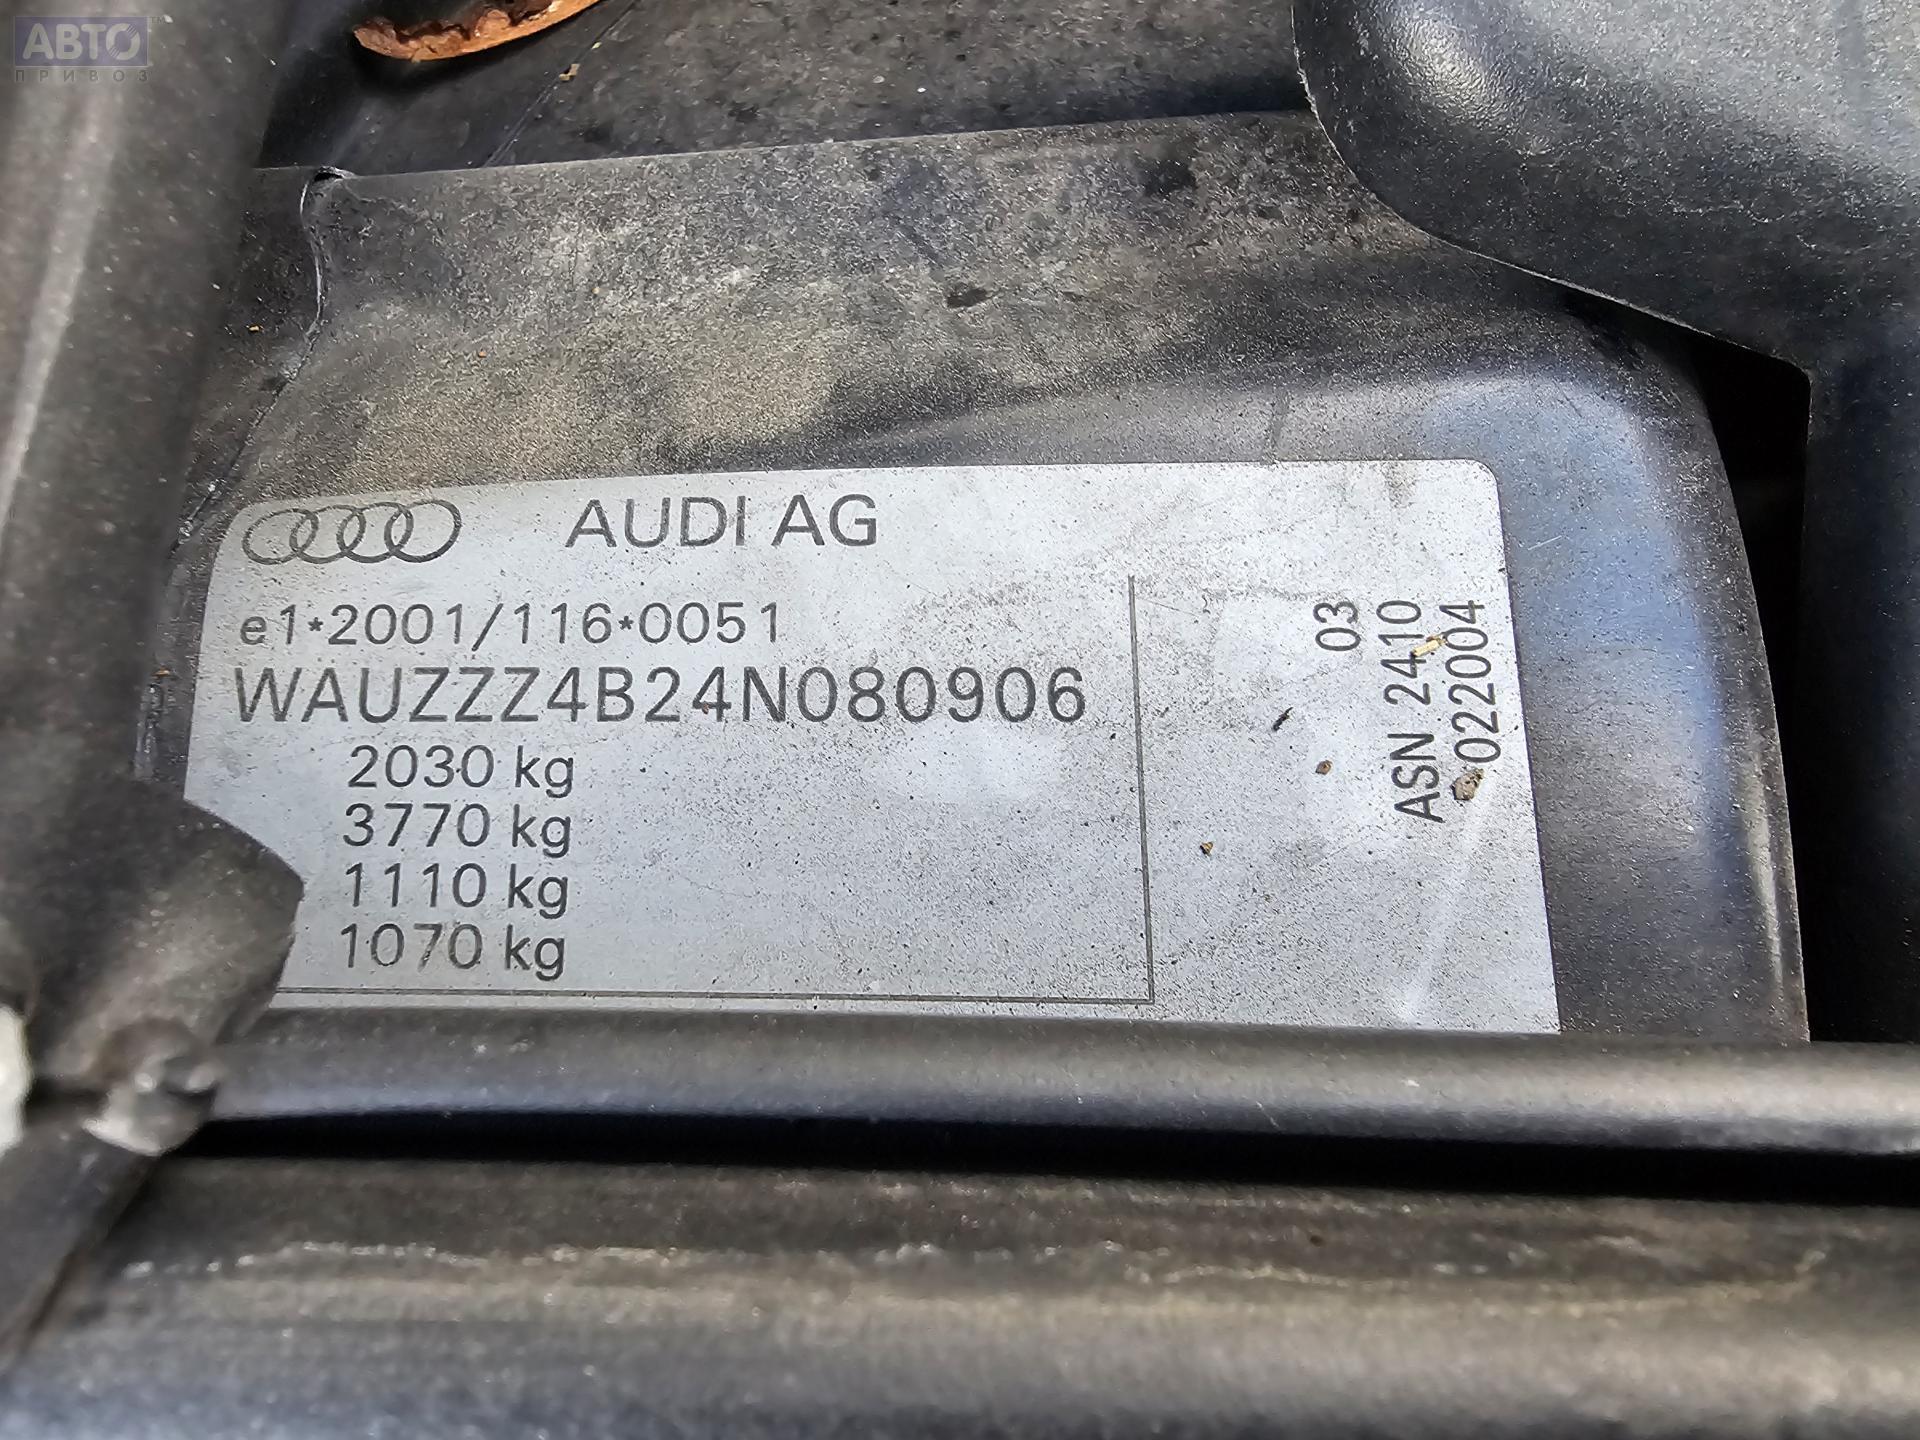 АВТО
ПРИВОЗ
AUDI AG
e1*2001/116*0051
WAUZZZ4B24N080906
2030 kg
3770 kg
1110 kg
1070 kg
03
ASN 2410
022004